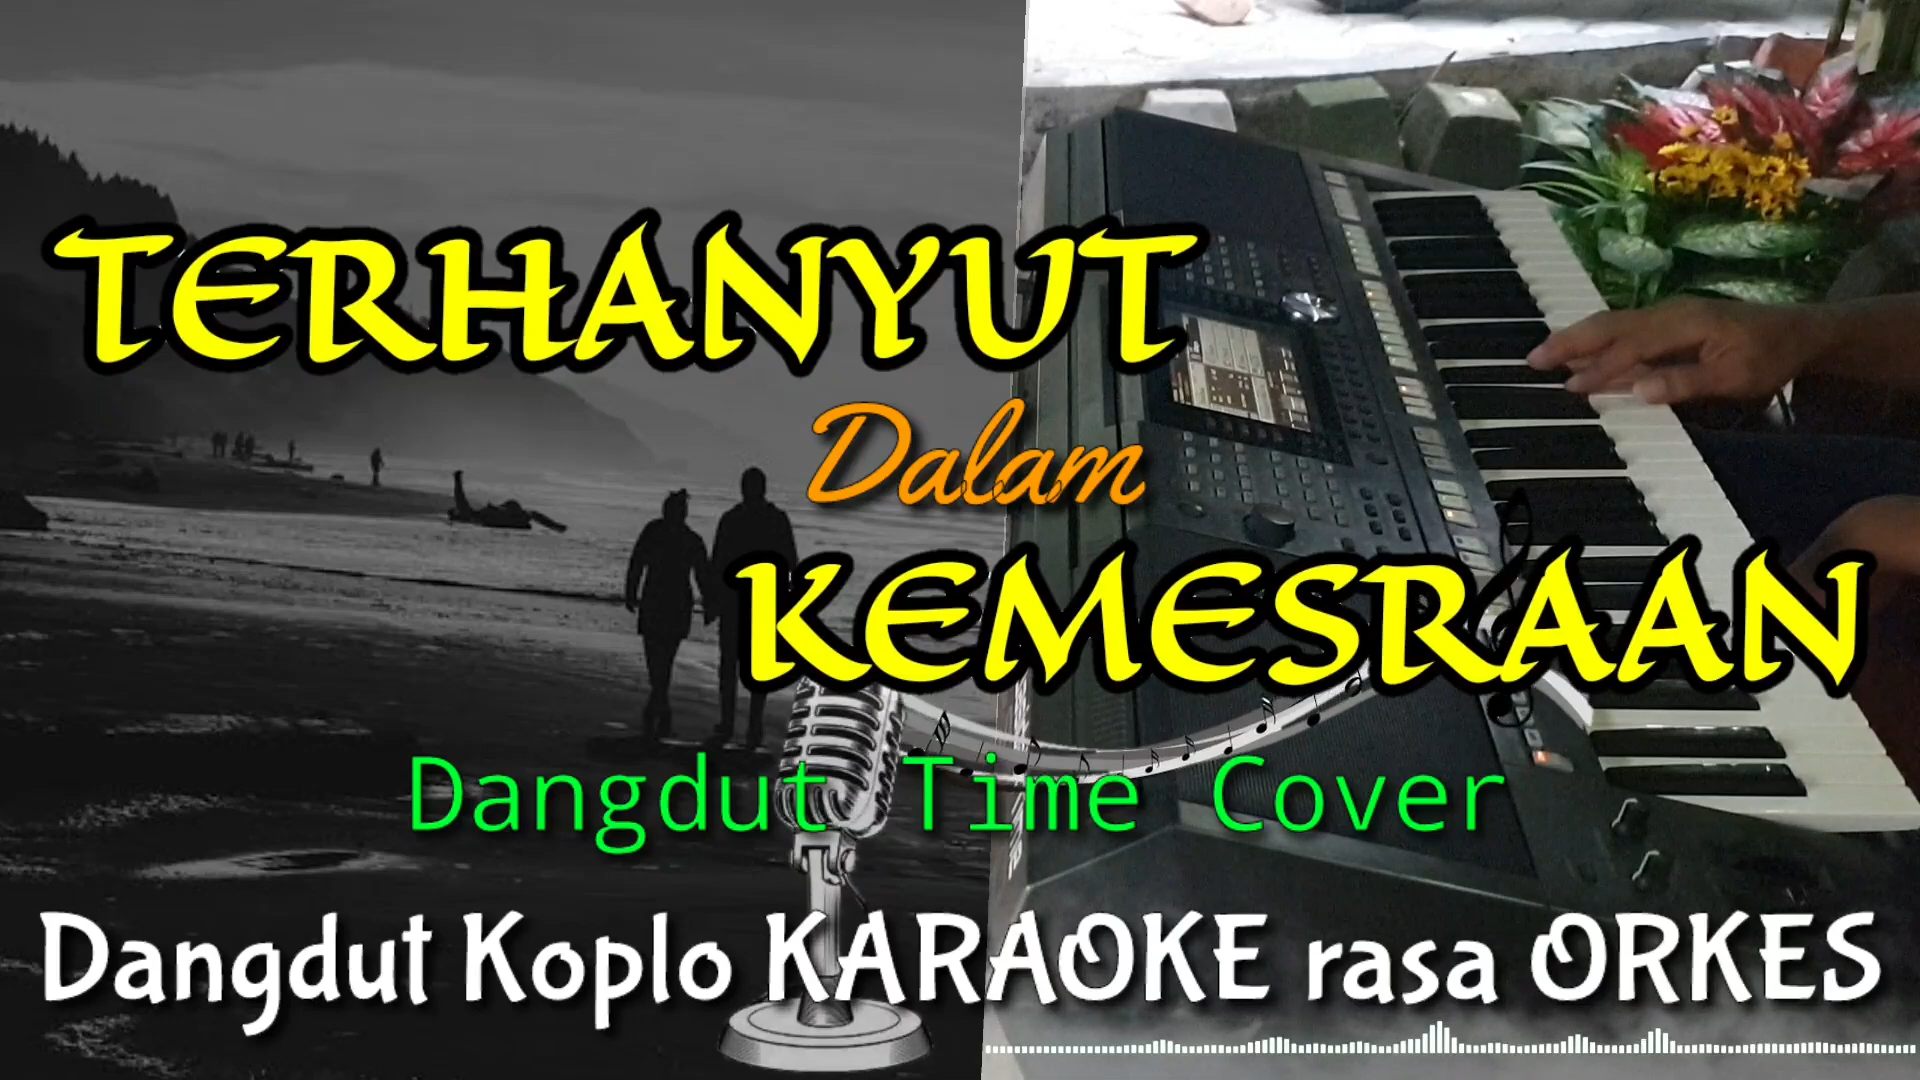 TERHANYUT
Dalam
KEMESRAAN
Dangdut Time Cover
Dangdut Koplo KARAOKE rasa ORKES